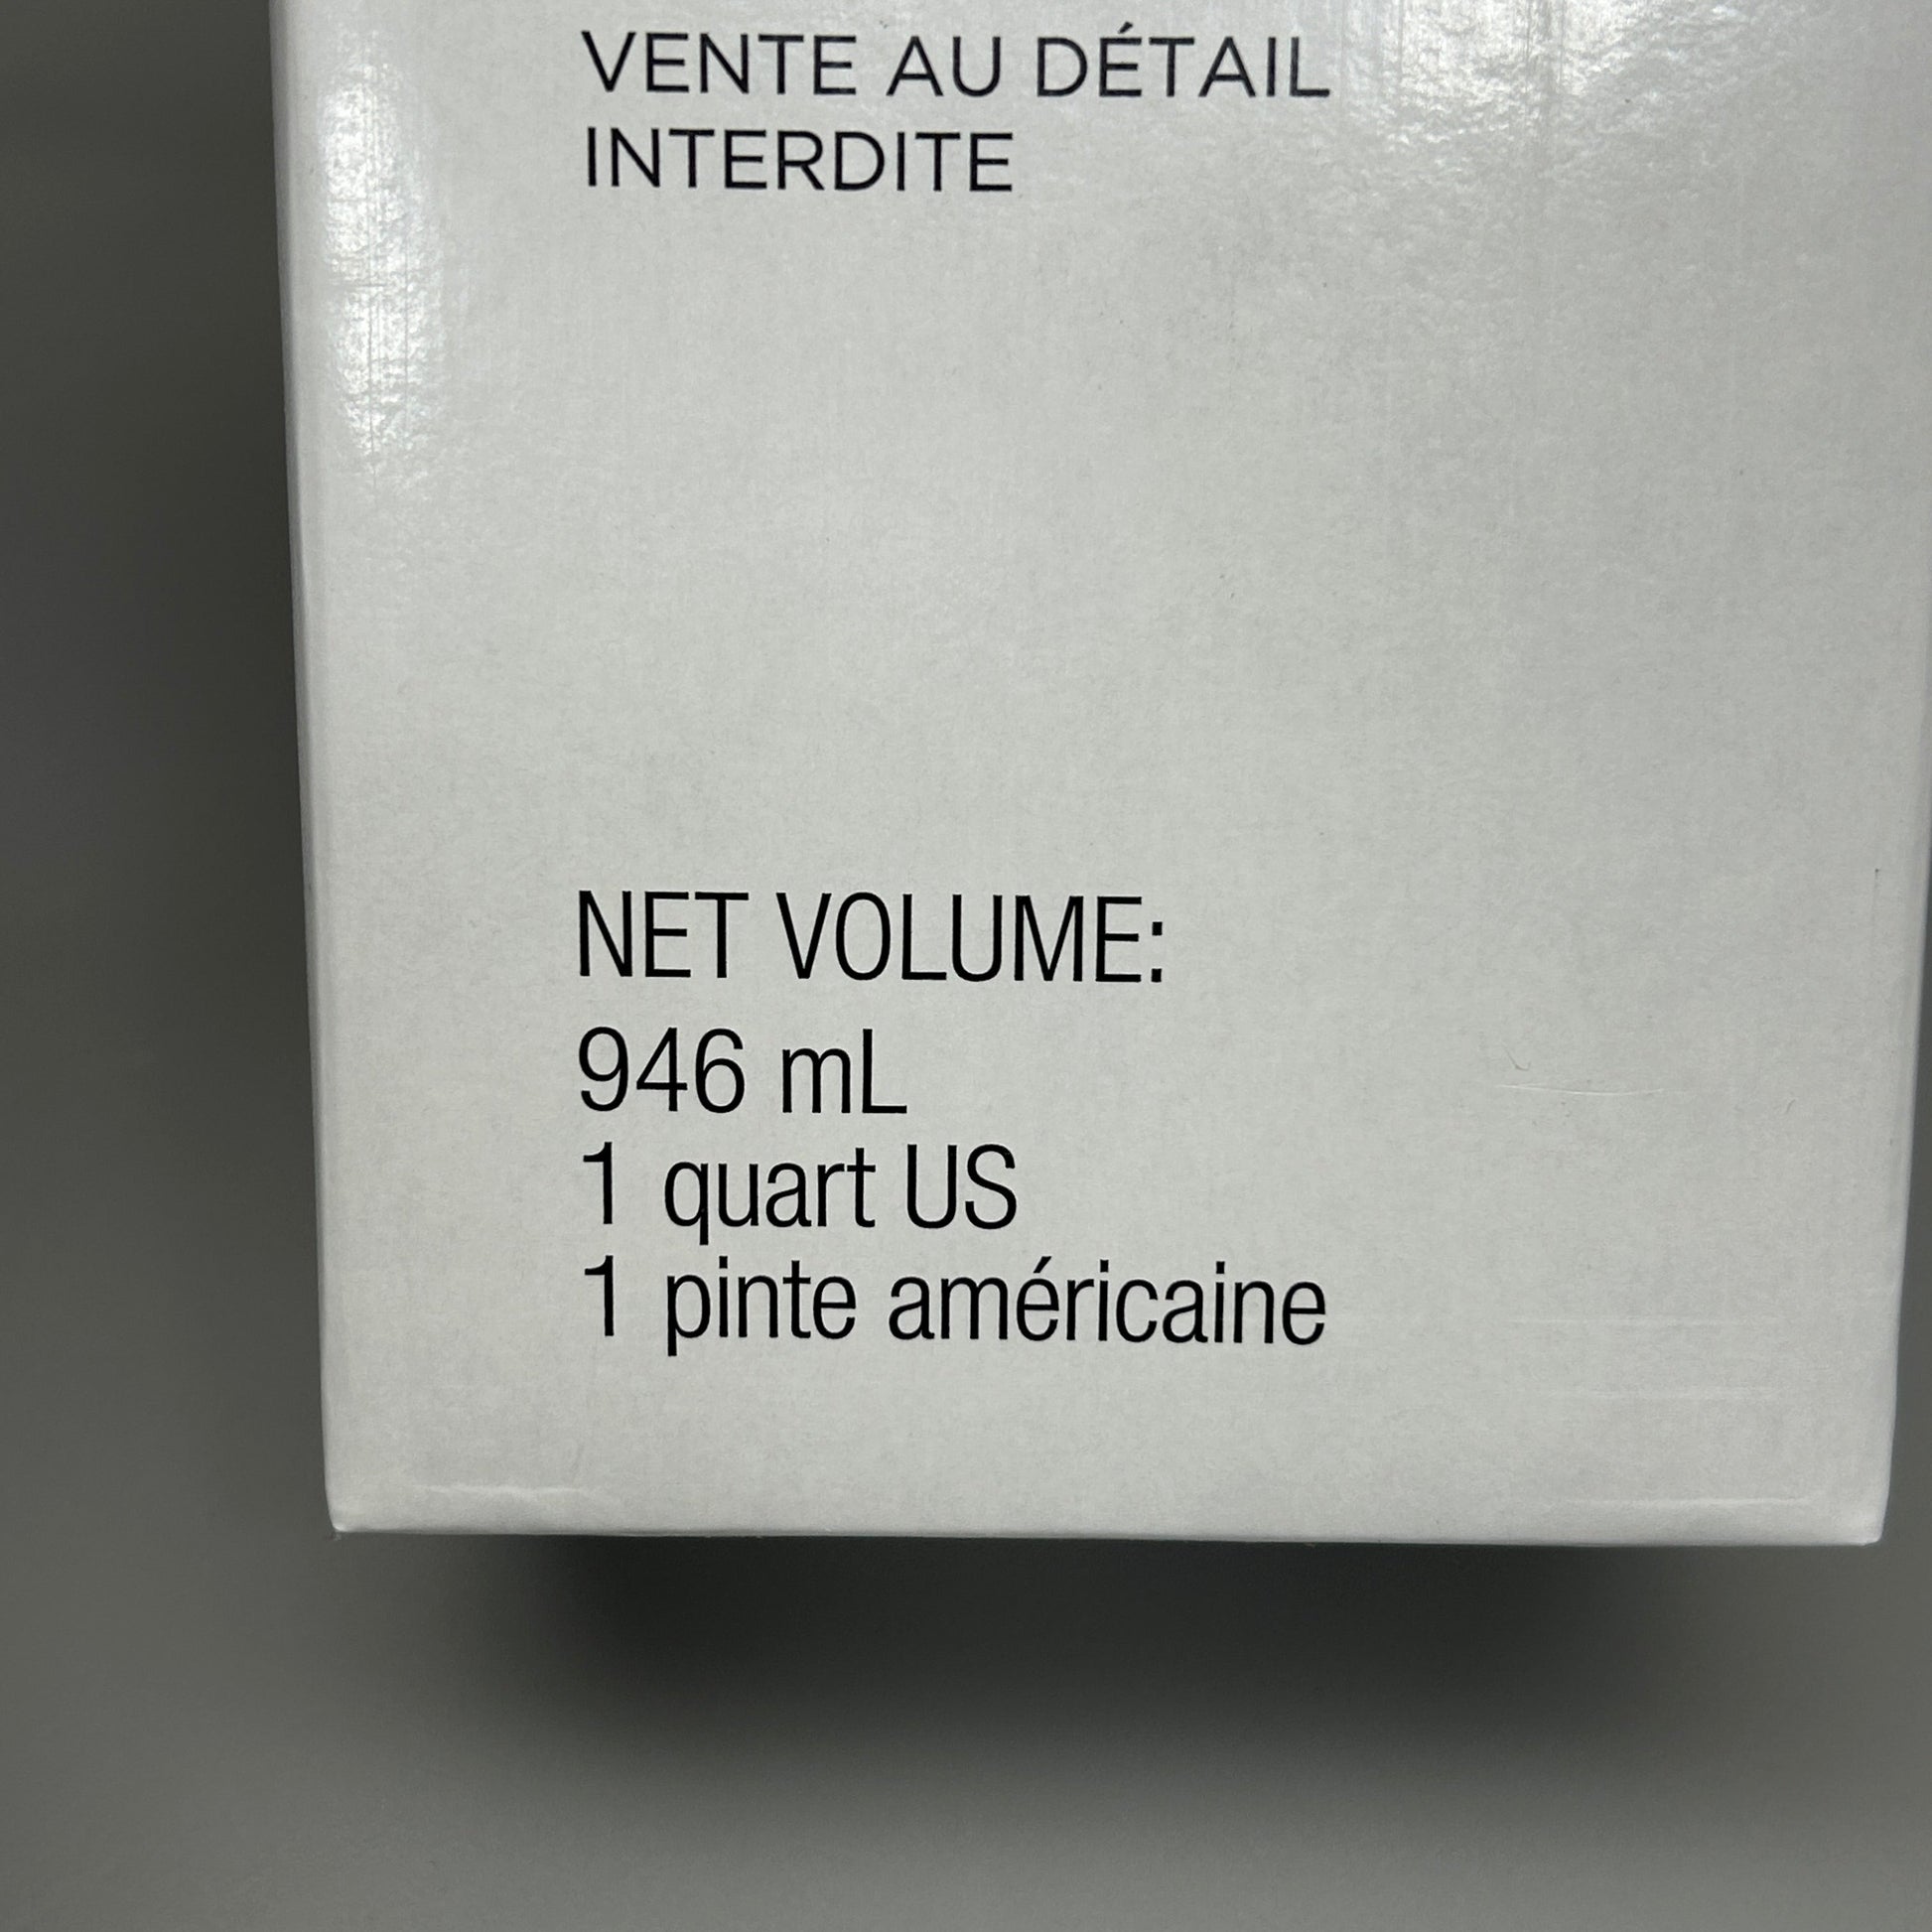 VENTE AU DÉTAIL
INTERDITE
NET VOLUME:
946 mL
1 quart US
1 pinte américaine